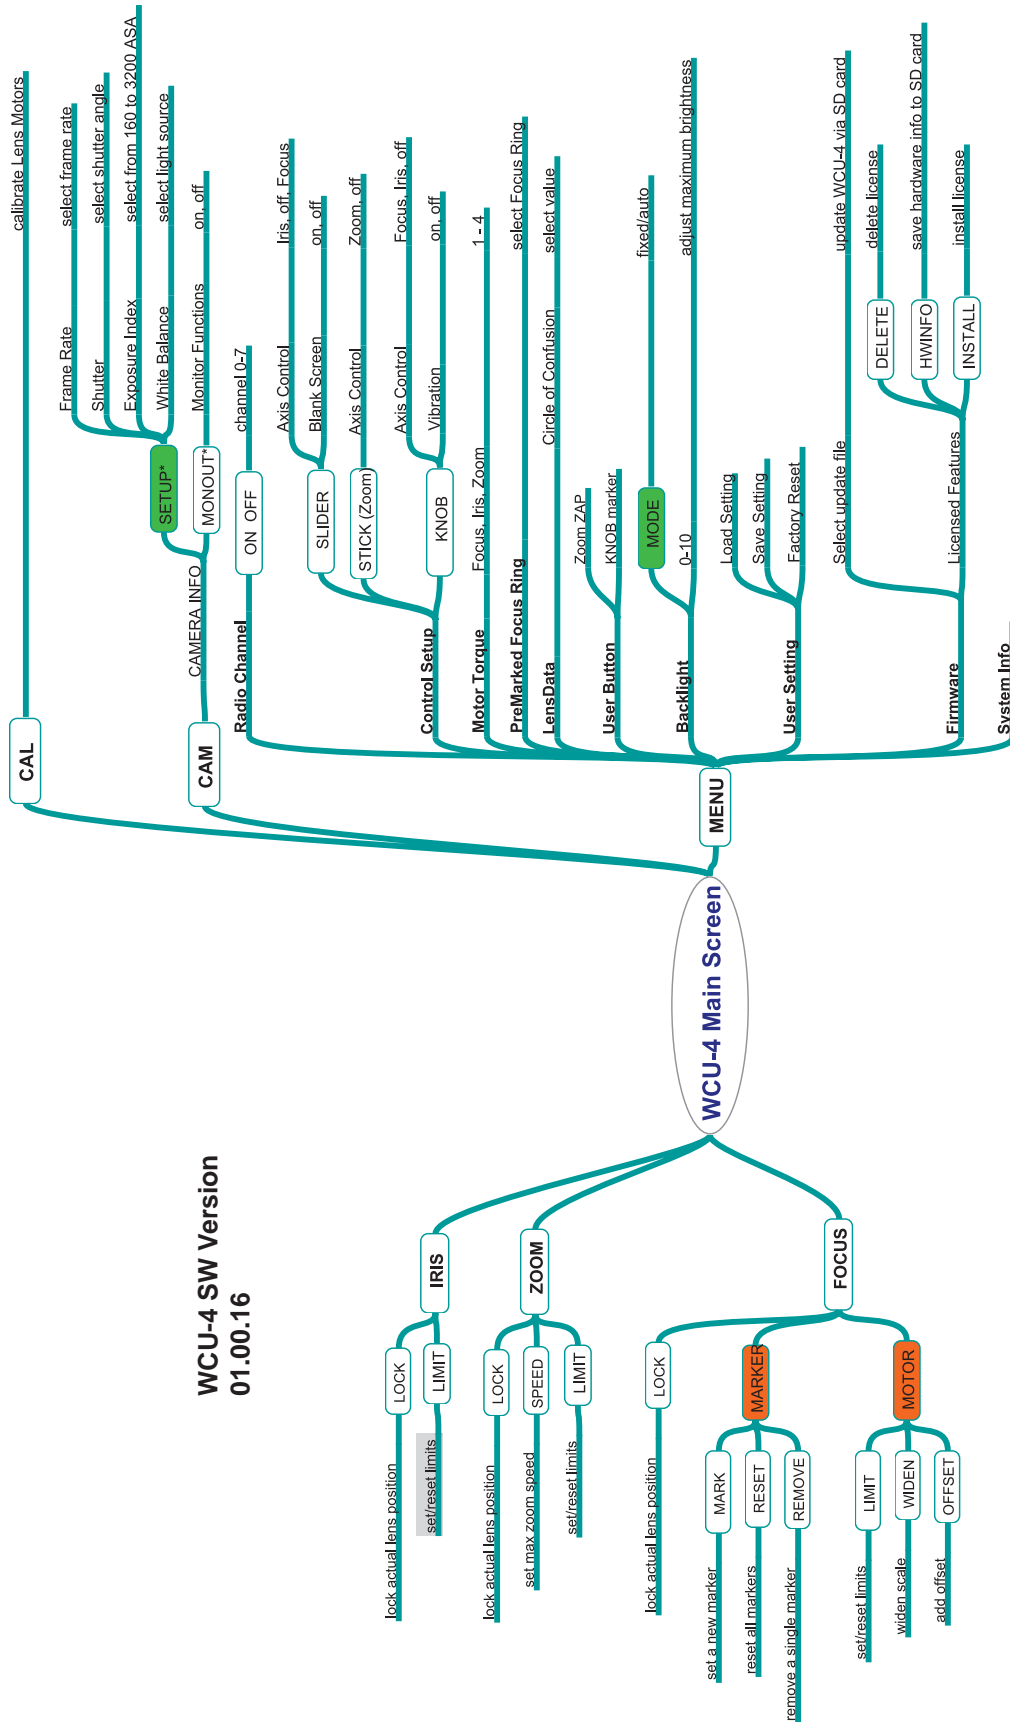 WCU-4 SW Version
01.00.16
WCU-4 Main Screen
IRIS
LOCK
lock actual lens position
LIMIT
set/reset limits
ZOOM
LOCK
lock actual lens position
SPEED
set max zoom speed
LIMIT
set/reset limits
FOCUS
LOCK
lock actual lens position
MARKER
MARK
set a new marker
RESET
reset all markers
REMOVE
remove a single marker
MOTOR
LIMIT
set/reset limits
WIDEN
widen scale
OFFSET
add offset
CAL
calibrate Lens Motors
CAM
CAMERA INFO
SETUP*
Frame Rate
select frame rate
Shutter
select shutter angle
Exposure Index
select from 160 to 3200 ASA
White Balance
select light source
MONOUT*
Monitor Functions
on, off
MENU
Radio Channel
ON OFF
channel 0-7
Control Setup
SLIDER
Axis Control
Iris, off, Focus
Blank Screen
on, off
STICK (Zoom)
Axis Control
Zoom, off
KNOB
Axis Control
Focus, Iris, off
Vibration
on, off
Motor Torque
Focus, Iris, Zoom
1 - 4
PreMarked Focus Ring
select Focus Ring
LensData
Circle of Confusion
select value
User Button
Zoom ZAP
KNOB marker
Backlight
MODE
fixed/auto
0-10
adjust maximum brightness
User Setting
Load Setting
Save Setting
Factory Reset
Firmware
Select update file
update WCU-4 via SD card
Licensed Features
DELETE
delete license
HWINFO
save hardware info to SD card
INSTALL
install license
System Info